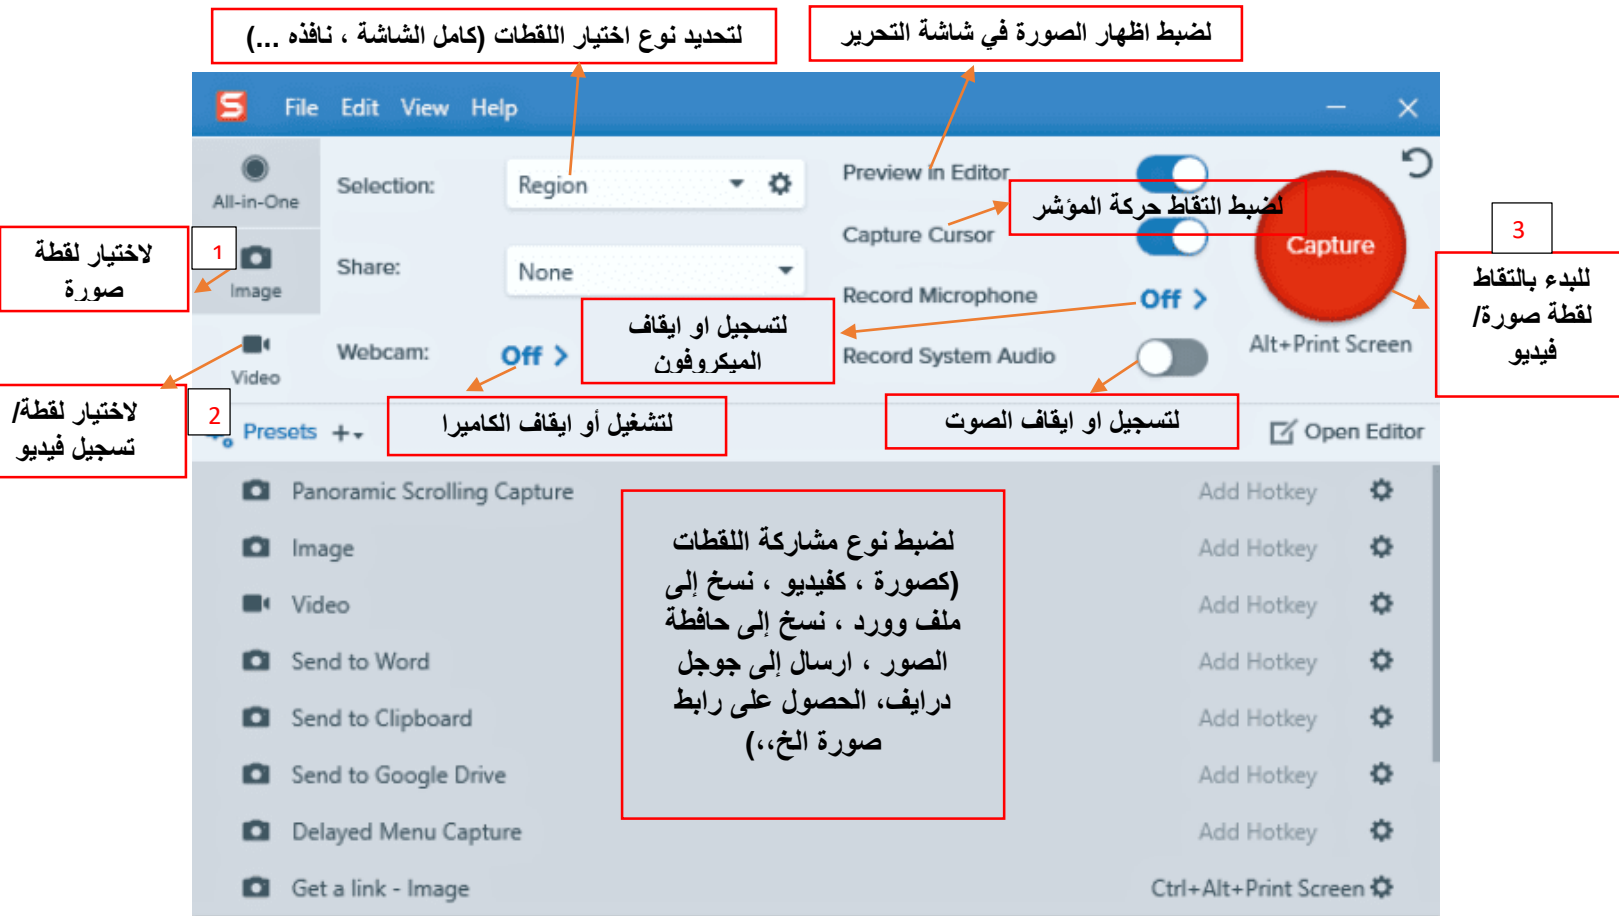 لتحديد نوع اختيار اللقطات (كامل الشاشة ، نافذه ...)
لضبط اظهار الصورة في شاشة التحرير
S File Edit View Help
All-in-One
Selection:
Region
Preview in Editor
لضبط التقاط حركة المؤشر
Capture Cursor
Capture
3
للبدء بالتقاط
لقطة صورة/
فيديو
1
لاختيار لقطة
صورة
Image
Share:
None
Record Microphone
Off >
لتسجيل او ايقاف
الميكروفون
Alt+Print Screen
Video
Webcam:
Off >
Record System Audio
2
لاختيار لقطة/
تسجيل فيديو
لتشغيل أو ايقاف الكاميرا
لتسجيل او ايقاف الصوت
Presets
Open Editor
Panoramic Scrolling Capture Add Hotkey
Image Add Hotkey
Video Add Hotkey
Send to Word Add Hotkey
Send to Clipboard Add Hotkey
Send to Google Drive Add Hotkey
Delayed Menu Capture Add Hotkey
Get a link - Image Ctrl+Alt+Print Screen
لضبط نوع مشاركة اللقطات
(كصورة ، كفيديو ، نسخ إلى
ملف وورد ، نسخ إلى حافطة
الصور ، ارسال إلى جوجل
درايف، الحصول على رابط
صورة الخ،،)